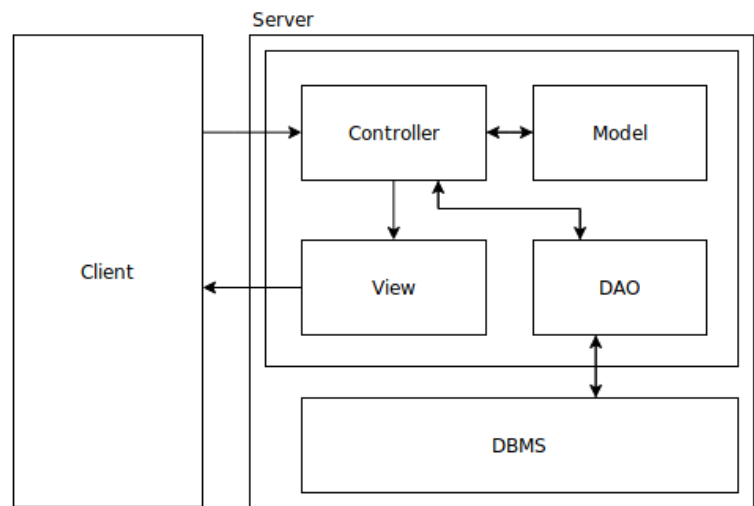 Server
Controller
Model
Client
View
DAO
DBMS